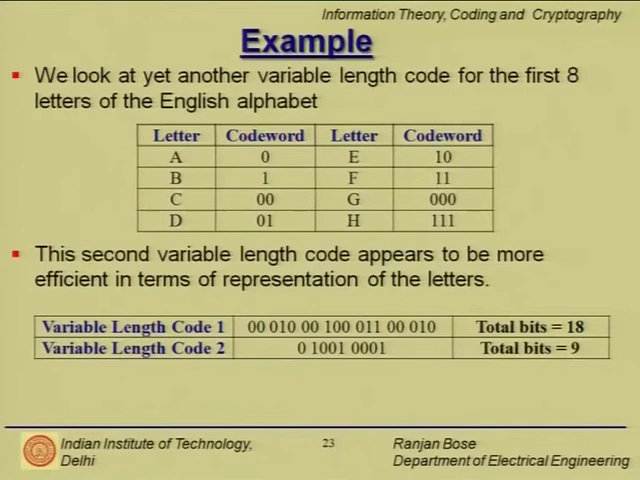 Information Theory, Coding and Cryptography
Example
We look at yet another variable length code for the first 8
letters of the English alphabet
Letter Codeword Letter Codeword
A 0 E 10
B 1 F 11
C 00 G 000
D 01 H 111
This second variable length code appears to be more
efficient in terms of representation of the letters.
Variable Length Code 1 00 010 00 100 011 00 010 Total bits = 18
Variable Length Code 2 0 1001 0001 Total bits = 9
Indian Institute of Technology,
Delhi
23
Ranjan Bose
Department of Electrical Engineering